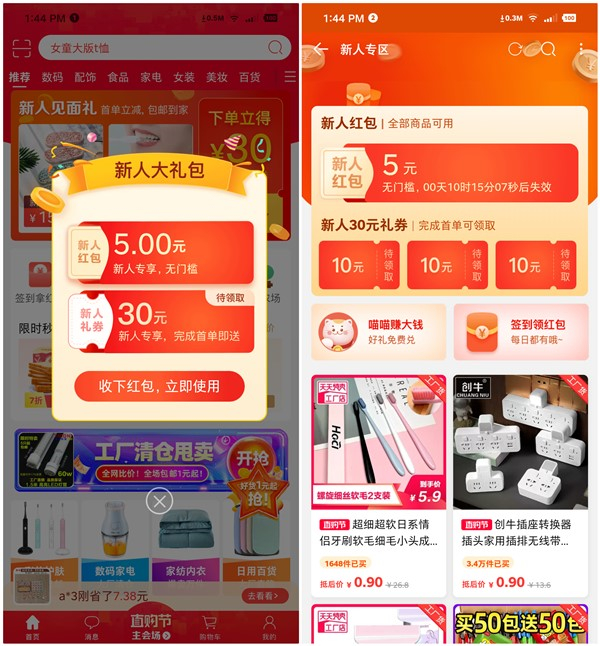 1:44 PM
0.5M
100
女童大版t恤
推荐 数码 配饰 食品 家电 女装 美妆 百货
新人见面礼 首单立减,包邮到家
下单立得
30
新人大礼包
新人
红包
5.00元
新人专享,无门槛
待领取
新人
礼券
30元
新人专享,完成首单即送
签到拿红
农场
限时秒
7折
收下红包,立即使用
60w
工厂清仓甩卖
全网比价!全场包邮1元起!
开抢
好货1元起
抢!
护肤
数码家电
家纺内衣
日用百货
a*3刚省了7.38元
去看看>
首页
消息
直购节
主会场
购物车
我的
1:44 PM 2
0.3M
100
新人专区
新人红包 | 全部商品可用
新人
红包
5 元
无门槛,00天10时15分07秒后失效
新人30元礼券 | 完成首单可领取
10元 待领取
10元 待领取
10元 待领取
喵喵赚大钱
好礼免费兑
签到领红包
每日都有哦~
天天特卖
工厂店
工厂货
Hoci
螺旋细丝软毛2支装
到手价
¥5.9
直购节 超细超软日系情
侣牙刷软毛细毛小头成...
1648件已买
抵后价 ¥ 0.90 ¥26.8
创牛
CHUANG NIU
工厂货
直购节 创牛插座转换器
插头家用插排无线带...
3.4万件已买
抵后价 ¥ 0.90 ¥13.6
天天特卖
工厂店
工厂货
买50包送50包